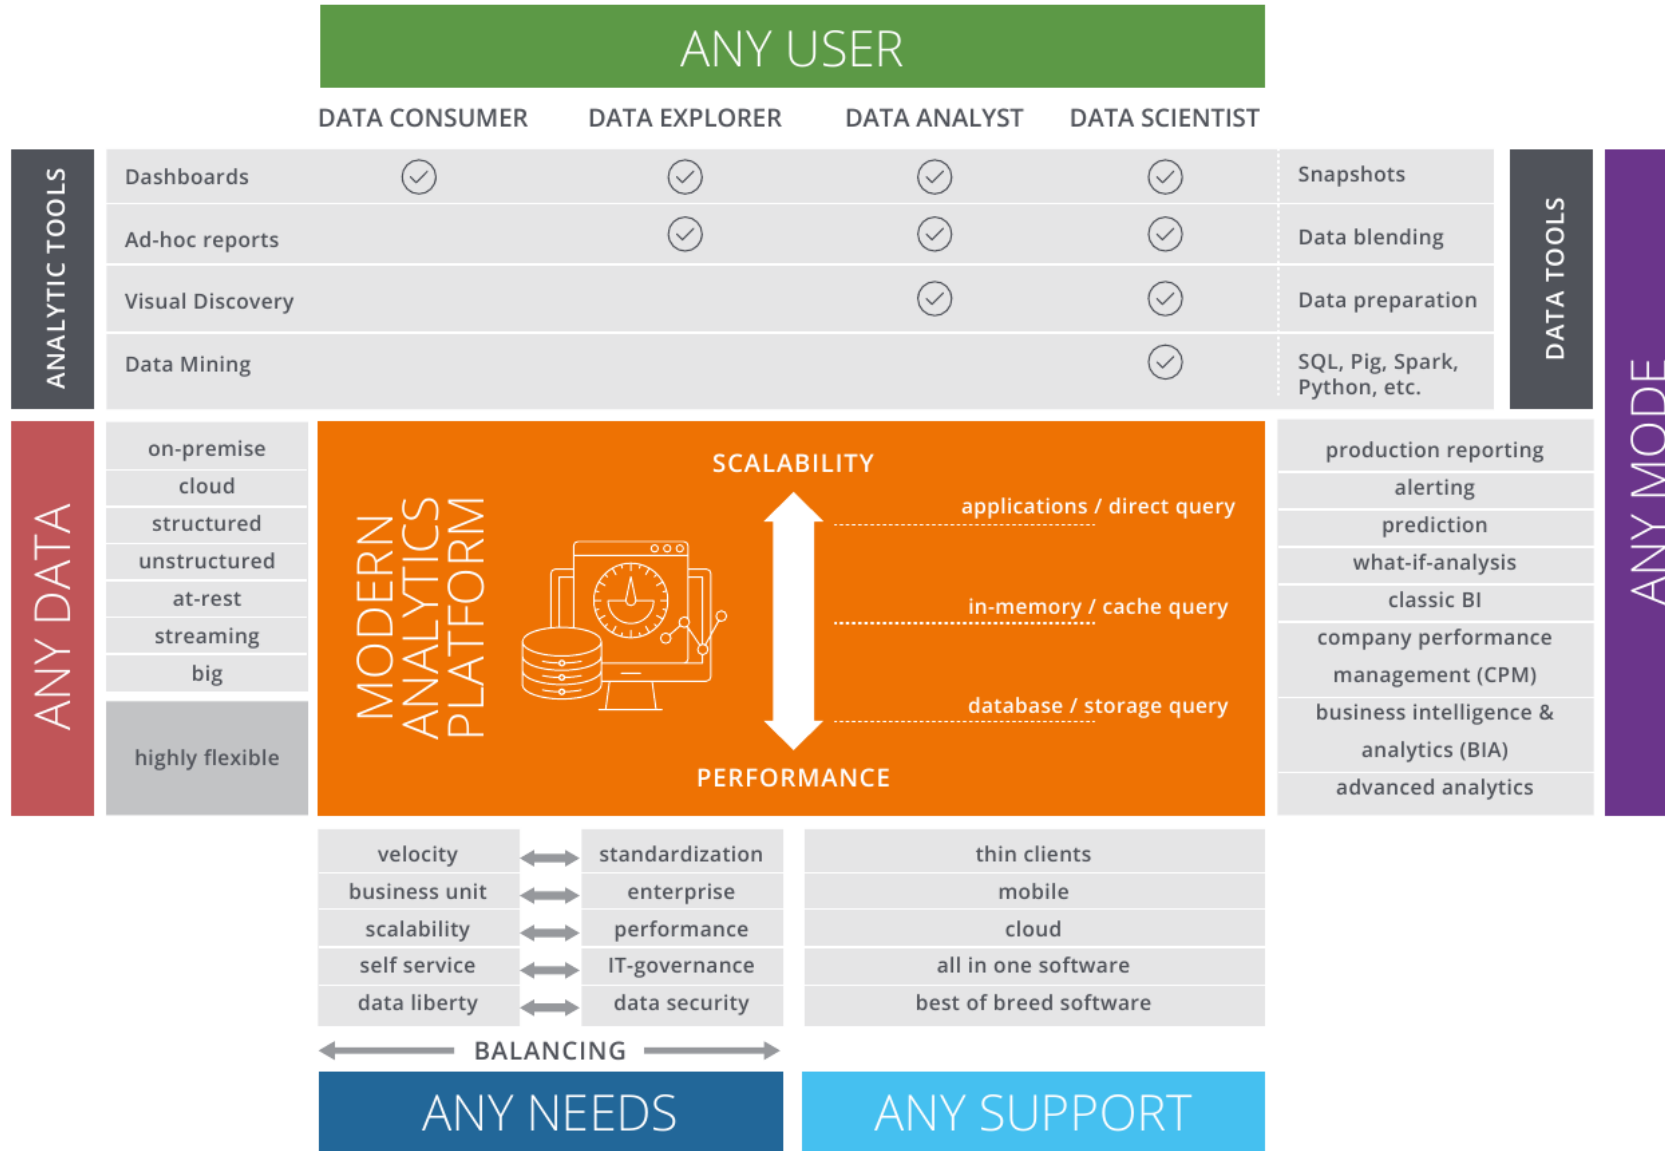 ANY USER
DATA CONSUMER
DATA EXPLORER
DATA ANALYST
DATA SCIENTIST
ANALYTIC TOOLS
Dashboards
Snapshots
Ad-hoc reports
Data blending
Visual Discovery
Data preparation
Data Mining
SQL, Pig, Spark,
Python, etc.
DATA TOOLS
ANY MODE
ANY DATA
on-premise
cloud
structured
unstructured
at-rest
streaming
big
highly flexible
MODERN
ANALYTICS
PLATFORM
SCALABILITY
applications / direct query
in-memory / cache query
database / storage query
PERFORMANCE
production reporting
alerting
prediction
what-if-analysis
classic BI
company performance
management (CPM)
business intelligence &
analytics (BIA)
advanced analytics
velocity
standardization
business unit
enterprise
scalability
performance
self service
IT-governance
data liberty
data security
BALANCING
ANY NEEDS
thin clients
mobile
cloud
all in one software
best of breed software
ANY SUPPORT